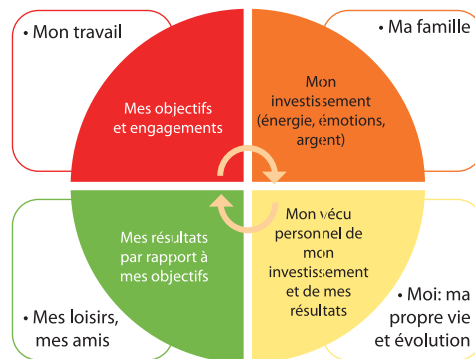 • Mon travail
• Ma famille
Mes objectifs
et engagements
Mon
investissement
(énergie, émotions,
argent)
Mes résultats
par rapport à
mes objectifs
Mon vécu
personnel de
mon
investissement
et de mes
résultats
• Mes loisirs,
mes amis
• Moi: ma
propre vie
et évolution